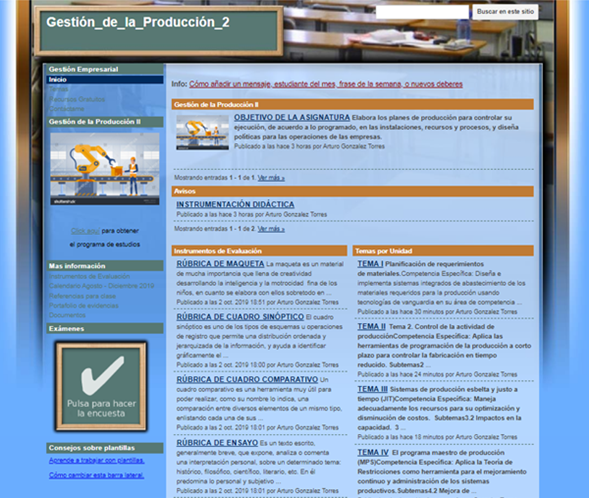 Gestión_de_la_Producción_2
Buscar en este sitio
Gestión Empresarial
Inicio
Temas
Recursos Gratuitos
Contáctame
Gestión de la Producción II
Click aquí para obtener
el programa de estudios
Mas información
Instrumentos de Evaluación
Calendario Agosto - Diciembre 2019
Referencias para clase
Portafolio de evidencias
Documentos
Exámenes
Pulsa para hacer
la encuesta
Consejos sobre plantillas
Aprende a trabajar con plantillas.
Cómo cambiar esta barra lateral.
Info: Cómo añadir un mensaje, estudiante del mes, frase de la semana, o nuevos deberes
Gestión de la Producción II
OBJETIVO DE LA ASIGNATURA Elabora los planes de producción para controlar su
ejecución, de acuerdo a lo programado, en las instalaciones, recursos y procesos, y diseña
políticas para las operaciones de las empresas.
Publicado a las hace 2 horas por Arturo Gonzalez Torres
Mostrando entradas 1 - 1 de 1. Ver más »
Avisos
INSTRUMENTACIÓN DIDÁCTICA
Publicado a las hace 3 horas por Arturo Gonzalez Torres
Mostrando entradas 1 - 1 de 2. Ver más »
Instrumentos de Evaluación
RÚBRICA DE MAQUETA La maqueta es un material
de mucha importancia que llena de creatividad
desarrollando la inteligencia y la motricidad fina de los
niños, en cuanto se elabora con ellos sobretodo en ...
Publicado a las 2 oct. 2019 18:51 por Arturo Gonzalez Torres
RÚBRICA DE CUADRO SINÓPTICO El cuadro
sinóptico es uno de los tipos de esquemas u operaciones
de registro que permite una distribución ordenada y
jerarquizada de la información, y ayuda a identificar
gráficamente el ...
Publicado a las 2 oct. 2019 18:00 por Arturo Gonzalez Torres
RÚBRICA DE CUADRO COMPARATIVO Un
cuadro comparativo es una herramienta muy útil para
poder realizar, como su nombre lo indica, una
comparación entre diversos elementos de un mismo tipo,
enlistando cada una de sus ...
Publicado a las 2 oct. 2019 18:51 por Arturo Gonzalez Torres
RÚBRICA DE ENSAYO Es un texto escrito,
generalmente breve, que expone, analiza o comenta
una interpretación personal, sobre un determinado tema:
histórico, filosófico, científico, literario, etc. En él
predomina lo personal y subjetivo ...
Temas por Unidad
TEMA I Planificación de requerimientos
de materiales.Competencia Específica: Diseña e
implementa sistemas integrados de abastecimiento de los
materiales requeridos para la producción usando
tecnologías de vanguardia en su área de competencia ...
Publicado a las hace 30 minutos por Arturo Gonzalez Torres
TEMA II Tema 2. Control de la actividad de
producciónCompetencia Específica: Aplica las
herramientas de programación de la producción a corto
plazo para controlar la fabricación en tiempo
reducido. Subtemas2 ...
Publicado a las hace 24 minutos por Arturo Gonzalez Torres
TEMA III Sistemas de producción esbelta y justo a
tiempo (JIT)Competencia Específica: Maneja
adecuadamente los recursos para su optimización y
disminución de costos. Subtemas3.2 Impactos en la
capacidad. 3 ...
Publicado a las hace 18 minutos por Arturo Gonzalez Torres
TEMA IV El programa maestro de producción
(MPS)Competencia Específica: Aplica la Teoría de
Restricciones como herramienta para el mejoramiento
continuo y administración de los sistemas
productivos.Subtemas4.2 Mejora de ...